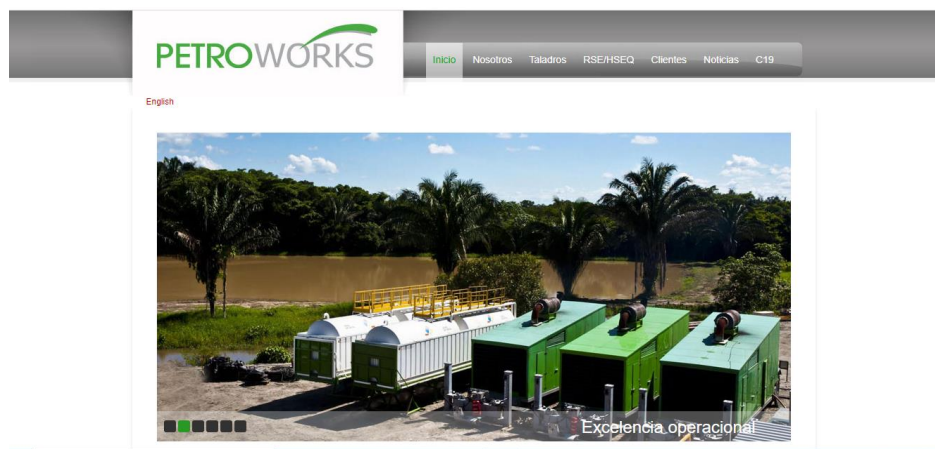 PETROWORKS
Inicio Nosotros Taladros RSE/HSEQ Clientes Noticias C19
English
Excelencia operacional